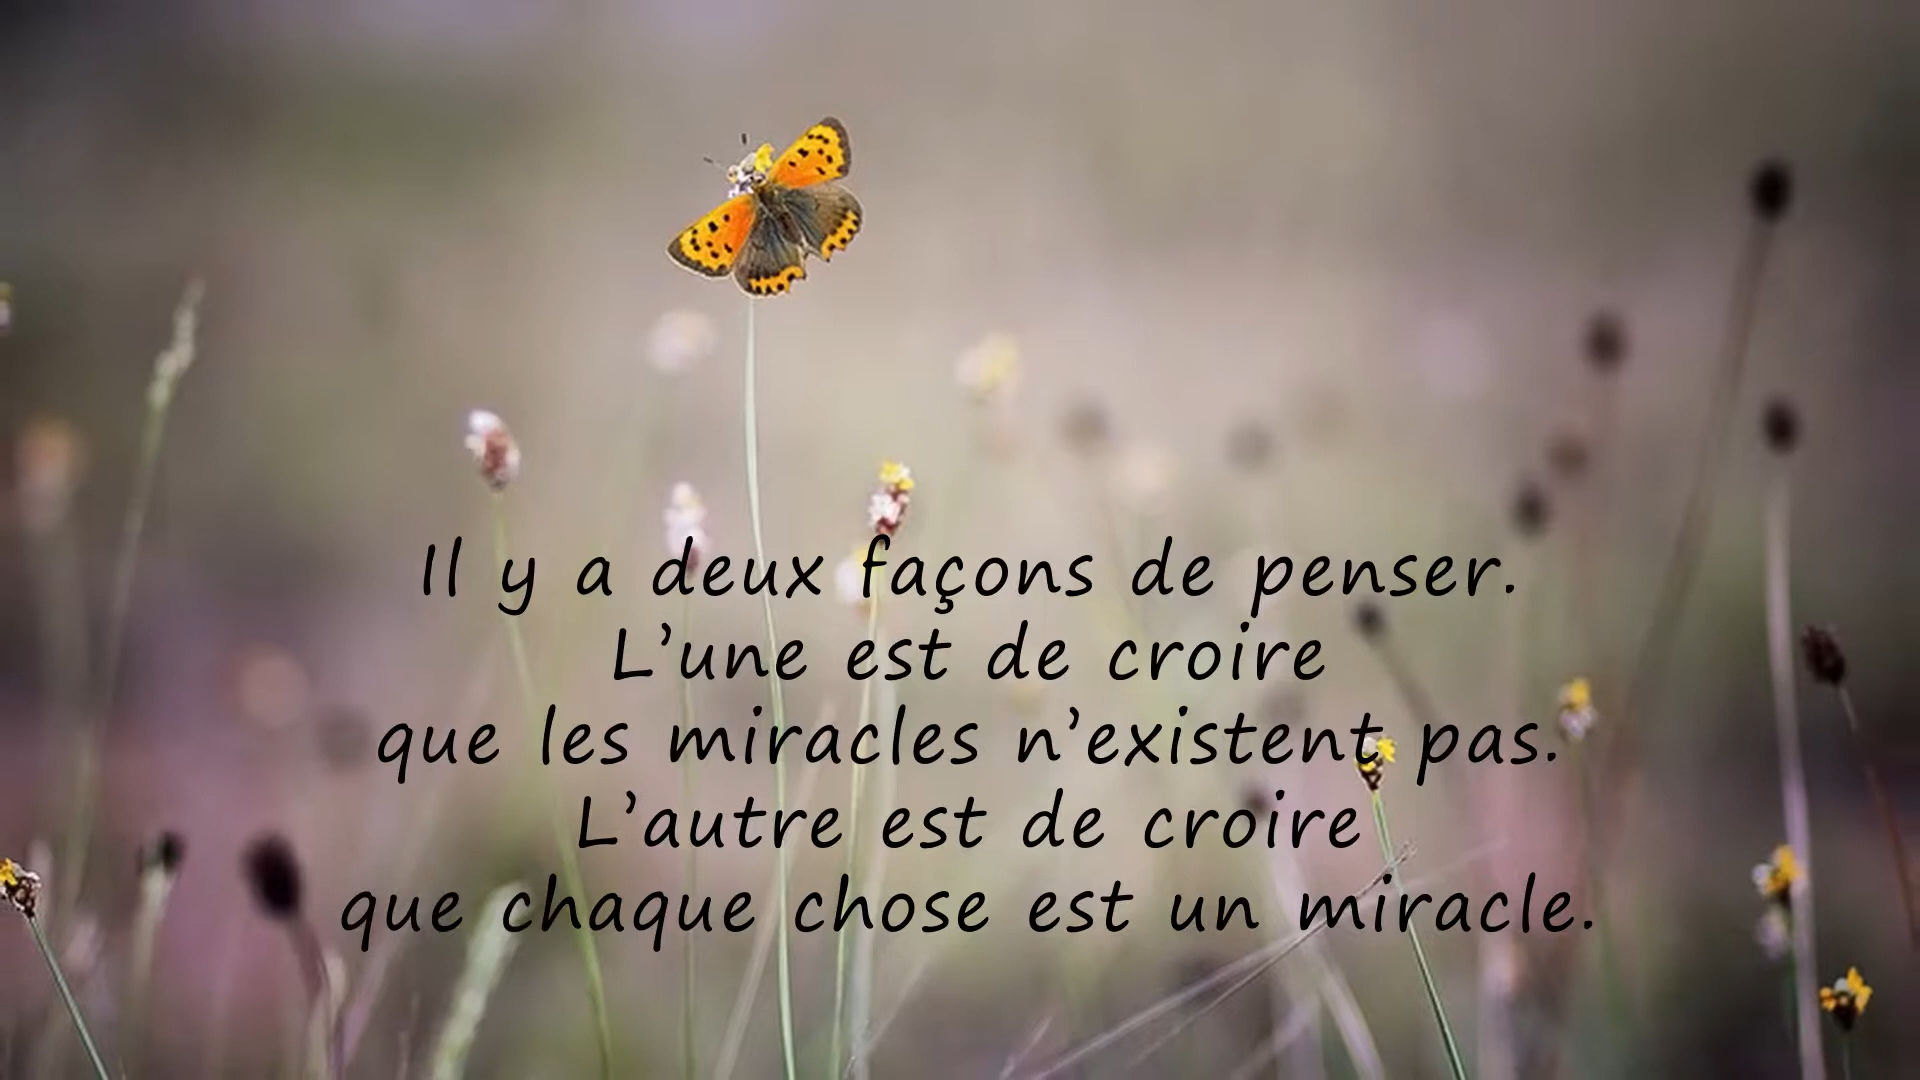 Il y a deux façons de penser.
L’une est de croire
que les miracles n’existent pas.
L’autre est de croire
que chaque chose est un miracle.